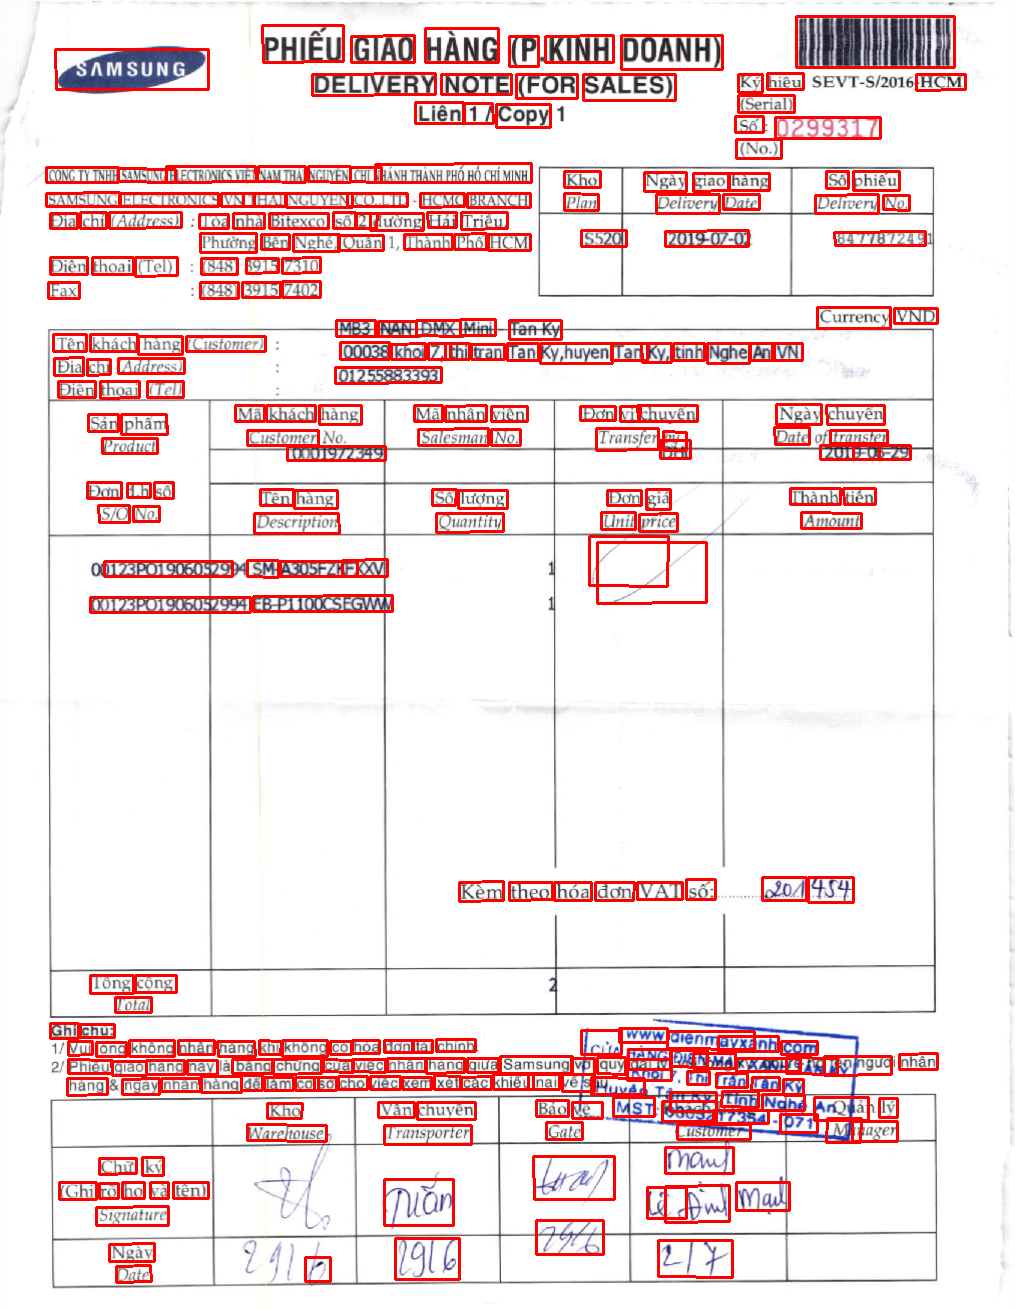 SAMSUNG
PHIẾU GIAO HÀNG (P.KINH DOANH)
DELIVERY NOTE (FOR SALES)
Liên 1 / Copy 1
Ký hiệu SEVT-S/2016-HCM
(Serial)
Số : 0299317
(No.)
CÔNG TY TNHH SAMSUNG ELECTRONICS VIỆT NAM THÁI NGUYÊN CHI NHÁNH THÀNH PHỐ HỒ CHÍ MINH
SAMSUNG ELECTRONICS VN THAI NGUYEN CO.,LTD - HCMC BRANCH
Địa chỉ (Address) : Tòa nhà Bitexco số 2 đường Hải Triều
Phường Bến Nghé, Quận 1, Thành Phố HCM
Điện thoại (Tel) : (848) 3915 7310
Fax : (848) 3915 7402
Kho Ngày giao hàng Số phiếu
Plan Delivery Date Delivery No.
S520 2019-07-02 8477872491
Currency VND
MB3 NAN DMX Mini - Tan Ky
Tên khách hàng (Customer) : 00038 khoi 7, thi tran Tan Ky,huyen Tan Ky, tinh Nghe An VN
Địa chỉ (Address) :
01255883393
Điện thoại (Tel) :
Sản phẩm Mã khách hàng Mã nhân viên Đơn vị chuyển Ngày chuyển
Product Customer No. Salesman No. Transfer by Date of transfer
0001972349 DHL 2019-06-29
Đơn đ.h số Tên hàng Số lượng Đơn giá Thành tiền
S/O No. Description Quantity Unit price Amount
00123PO1906052994 SM-A305FZKFXXV 1
00123PO1906052994 EB-P1100CSEGWW 1
Kèm theo hóa đơn VAT số: 201454
Tổng cộng 2
Total
Ghi chú:
1/ Vui lòng không nhận hàng khi không có hóa đơn tài chính
2/ Phiếu giao hàng này là bằng chứng của việc nhận hàng giữa Samsung với quý đại lý người nhận
hàng & ngày nhận hàng để làm cơ sở cho việc xem xét các khiếu nại về sau
www.dienmayxanh.com
CỬA HÀNG ĐIỆN MÁY XANH TÂN KỲ
Khối 7, Thị Trấn Tân Kỳ
Huyện Tân Kỳ, Tỉnh Nghệ An
MST - 071
Kho Vận chuyển Bảo vệ Quản lý
Warehouse Transporter Gate Customer Manager
Chữ ký
(Ghi rõ họ và tên)
Signature
Tuấn
Lê Đình Mạnh
Ngày
Date
29/6 29/6 29/6 2/7